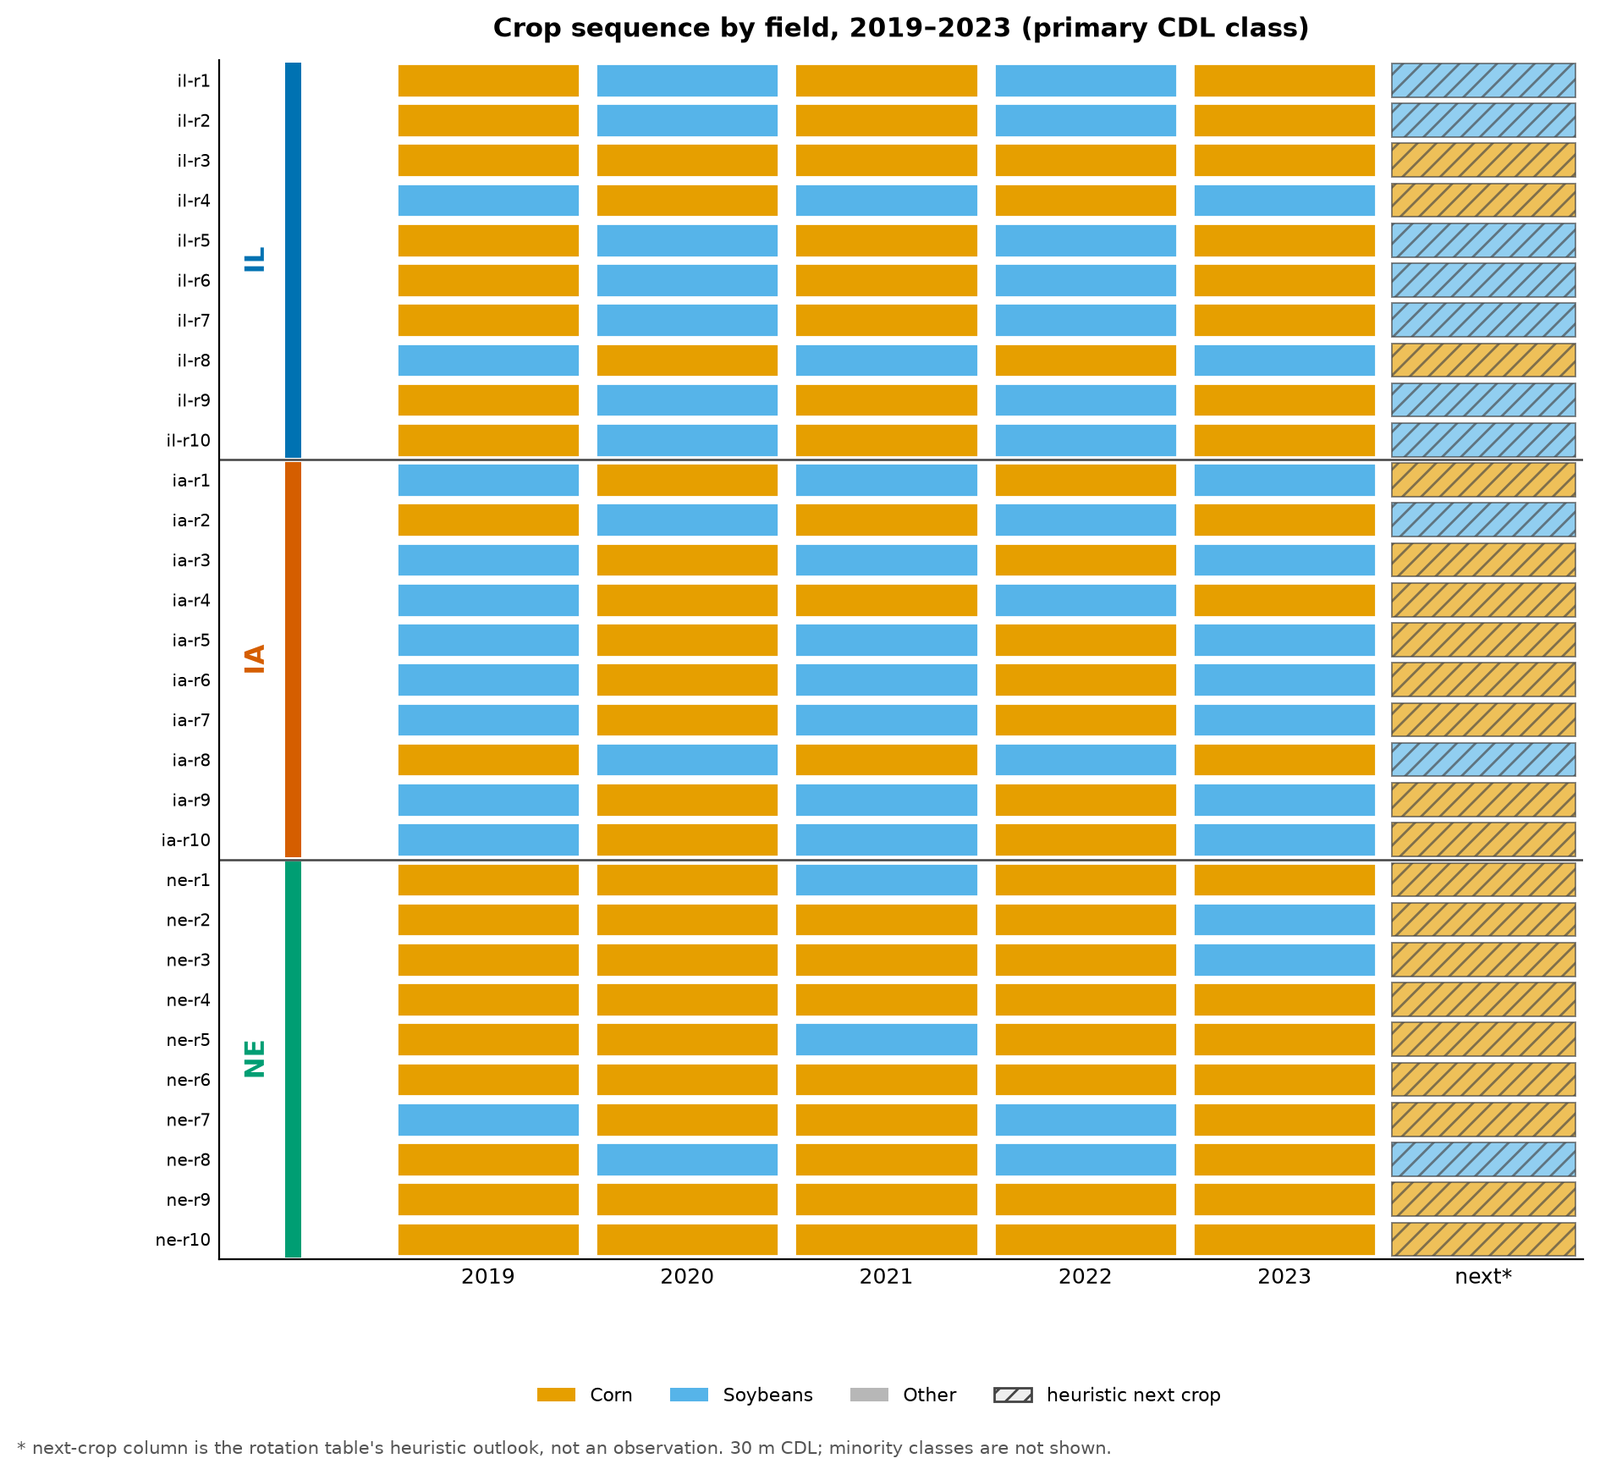 Crop sequence by field, 2019–2023 (primary CDL class)
il-r1
il-r2
il-r3
il-r4
il-r5
il-r6
il-r7
il-r8
il-r9
il-r10
IL
ia-r1
ia-r2
ia-r3
ia-r4
ia-r5
ia-r6
ia-r7
ia-r8
ia-r9
ia-r10
IA
ne-r1
ne-r2
ne-r3
ne-r4
ne-r5
ne-r6
ne-r7
ne-r8
ne-r9
ne-r10
NE
2019 2020 2021 2022 2023 next*
Corn Soybeans Other heuristic next crop
* next-crop column is the rotation table's heuristic outlook, not an observation. 30 m CDL; minority classes are not shown.